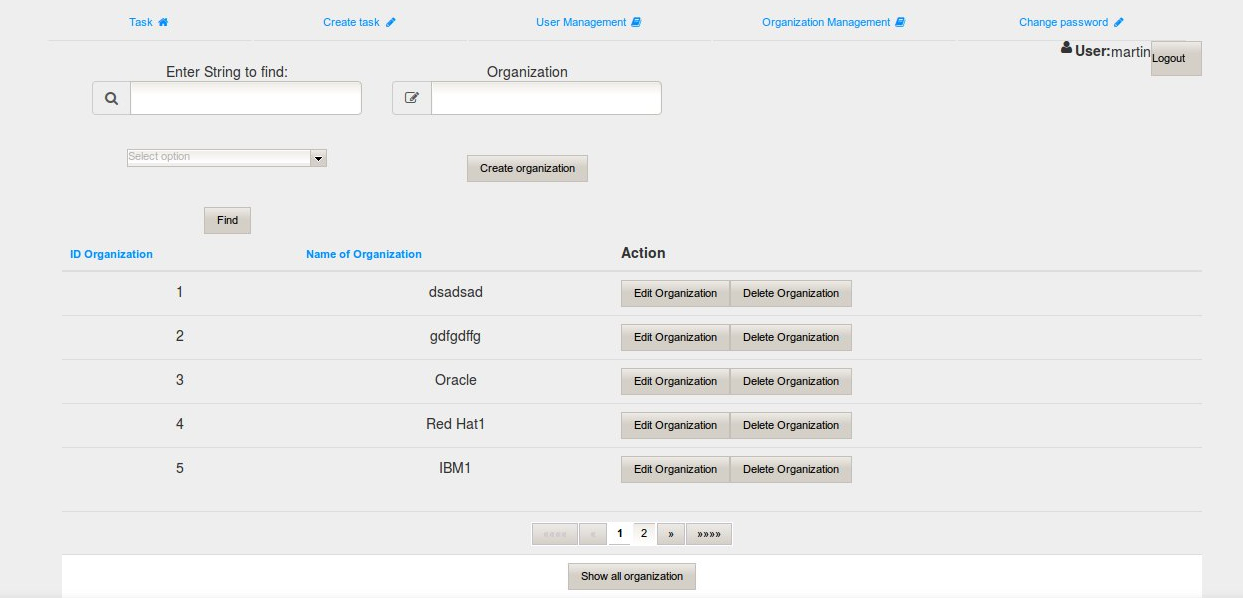 Task Create task User Management Organization Management Change password
User:martin Logout
Enter String to find: Organization
Select option
Create organization
Find
ID Organization Name of Organization Action
1 dsadsad Edit Organization Delete Organization
2 gdfgdffg Edit Organization Delete Organization
3 Oracle Edit Organization Delete Organization
4 Red Hat1 Edit Organization Delete Organization
5 IBM1 Edit Organization Delete Organization
«««« « 1 2 » »»»»
Show all organization